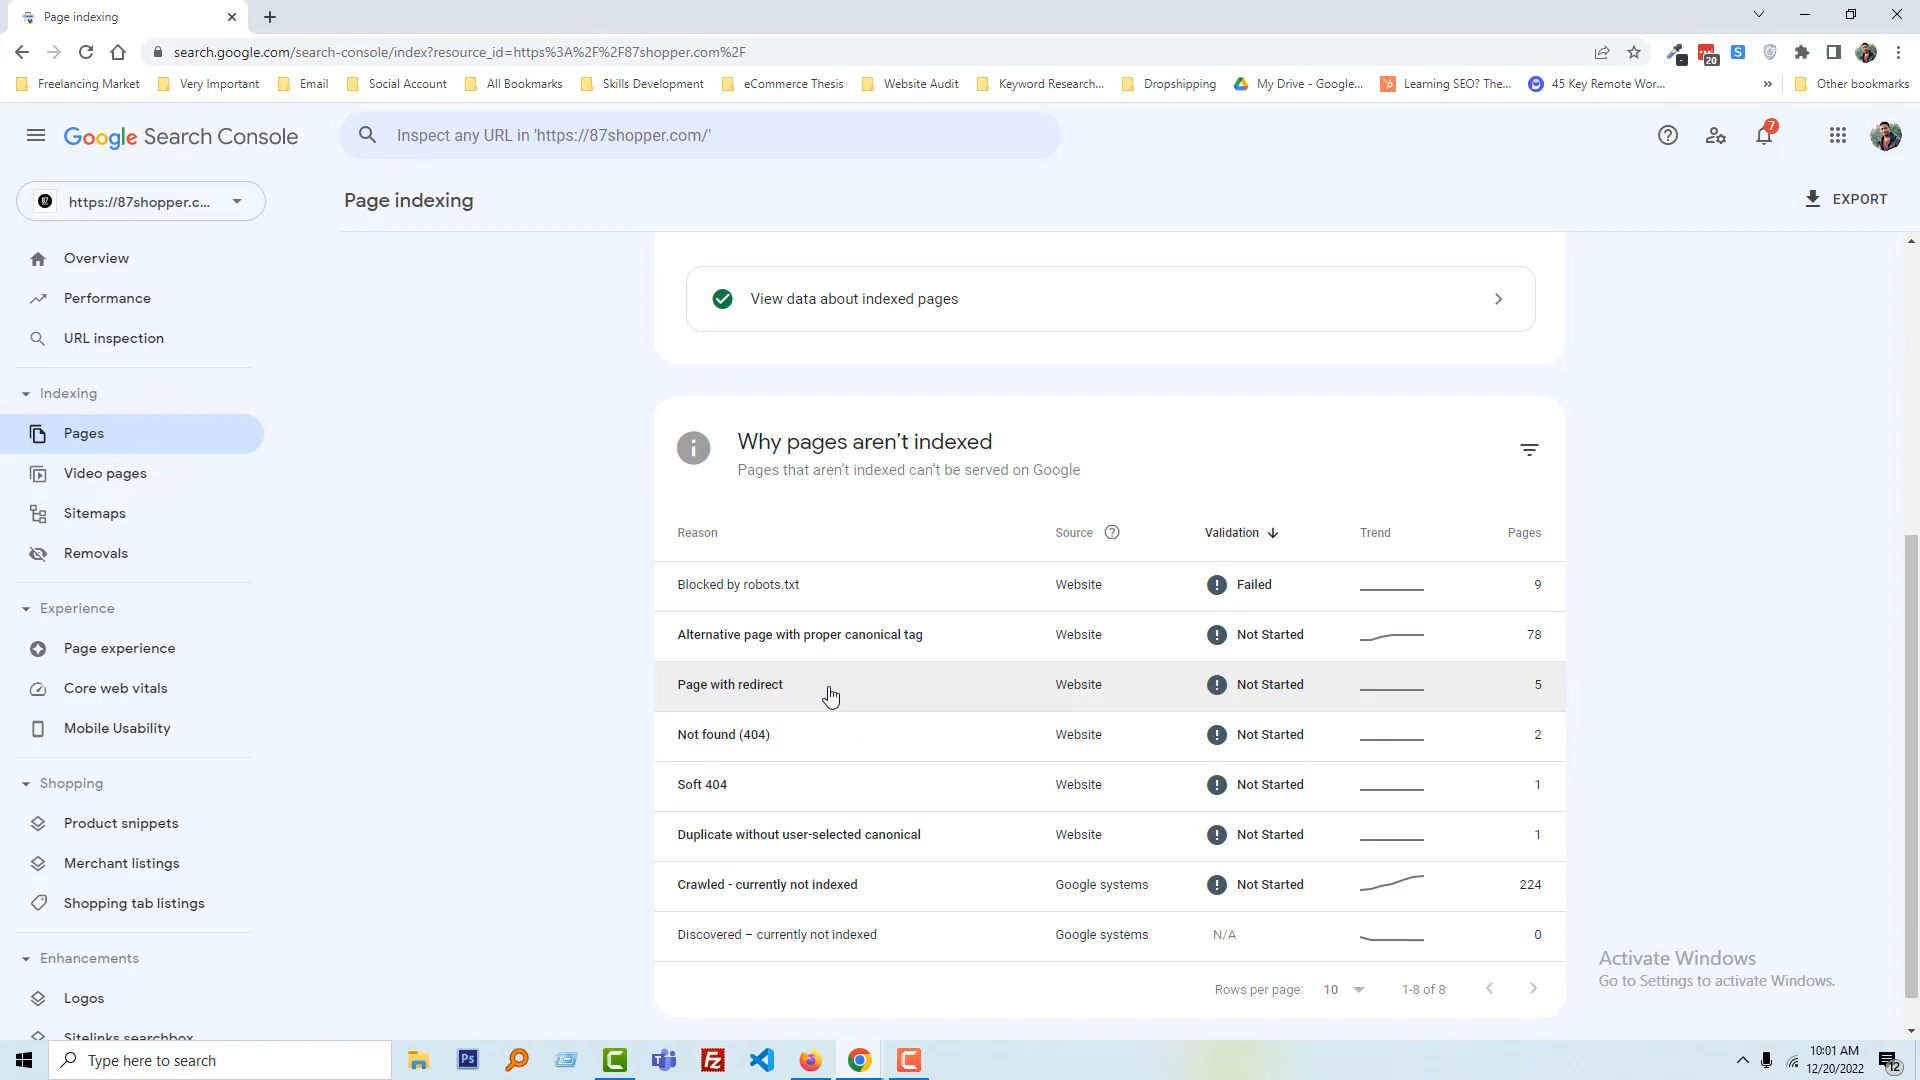 Page indexing
search.google.com/search-console/index?resource_id=https%3A%2F%2F87shopper.com%2F
20
Freelancing Market
Very Important
Email
Social Account
All Bookmarks
Skills Development
eCommerce Thesis
Website Audit
Keyword Research...
Dropshipping
My Drive - Google...
Learning SEO? The...
45 Key Remote Wor...
»
Other bookmarks
Google Search Console
Inspect any URL in 'https://87shopper.com/'
7
https://87shopper.c...
Page indexing
EXPORT
Overview
Performance
URL inspection
Indexing
Pages
Video pages
Sitemaps
Removals
Experience
Page experience
Core web vitals
Mobile Usability
Shopping
Product snippets
Merchant listings
Shopping tab listings
Enhancements
Logos
Sitelinks searchbox
View data about indexed pages
Why pages aren't indexed
Pages that aren't indexed can't be served on Google
Reason Source Validation Trend Pages
Blocked by robots.txt Website Failed 9
Alternative page with proper canonical tag Website Not Started 78
Page with redirect Website Not Started 5
Not found (404) Website Not Started 2
Soft 404 Website Not Started 1
Duplicate without user-selected canonical Website Not Started 1
Crawled - currently not indexed Google systems Not Started 224
Discovered – currently not indexed Google systems N/A 0
Rows per page: 10 1-8 of 8
Activate Windows
Go to Settings to activate Windows.
Type here to search
Ps
10:01 AM
12/20/2022
12